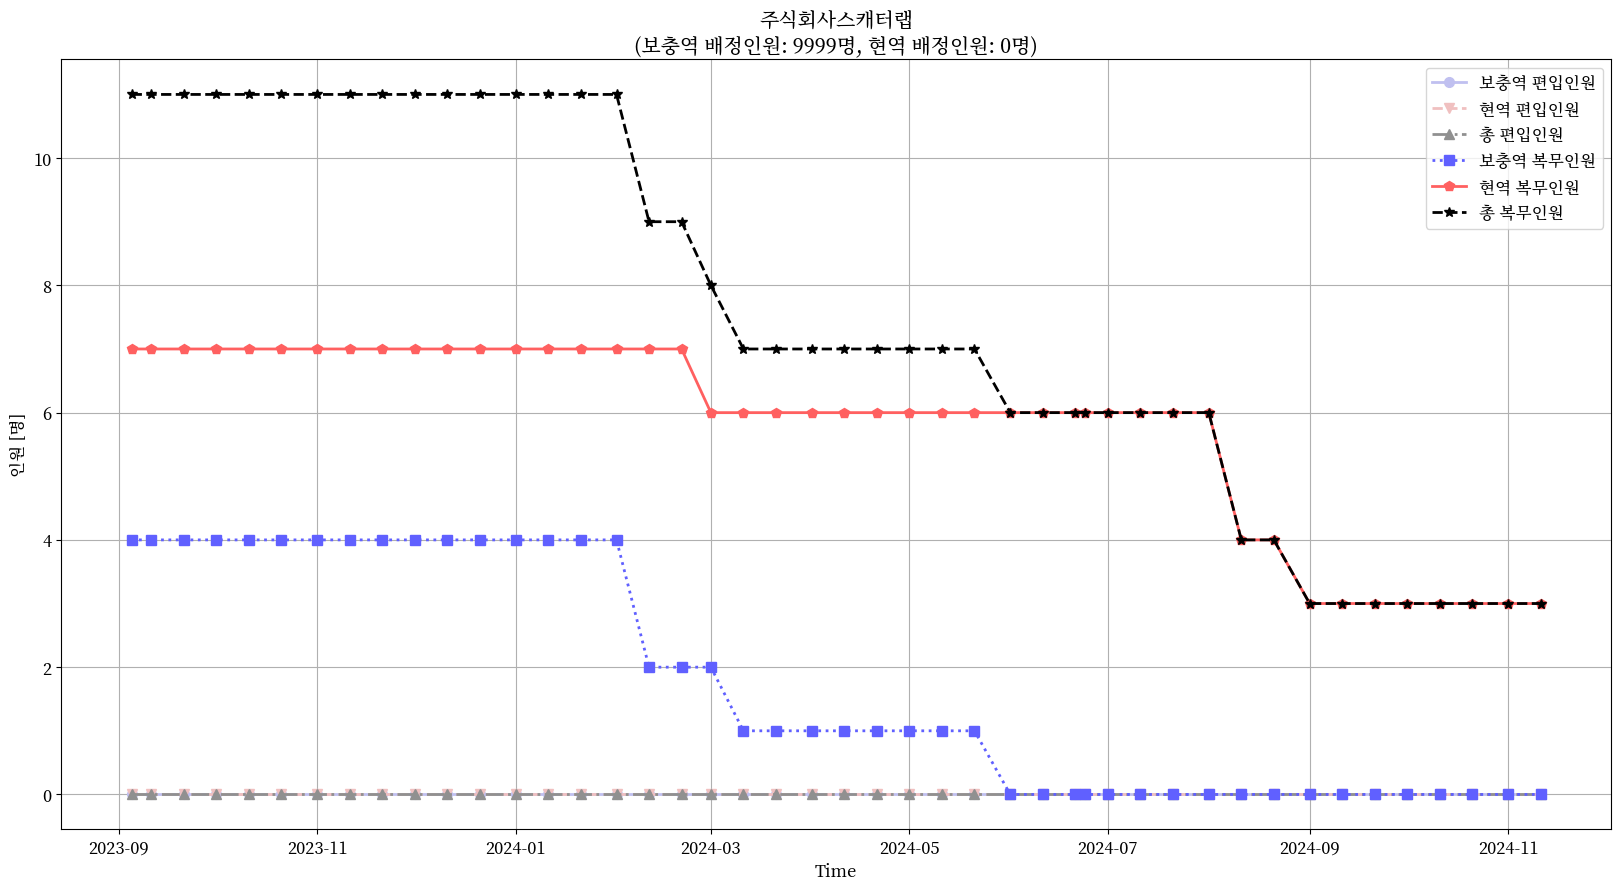 주식회사스캐터랩
(보충역 배정인원: 9999명, 현역 배정인원: 0명)
보충역 편입인원
현역 편입인원
총 편입인원
보충역 복무인원
현역 복무인원
총 복무인원
인원 [명]
10
8
6
4
2
0
2023-09
2023-11
2024-01
2024-03
2024-05
2024-07
2024-09
2024-11
Time